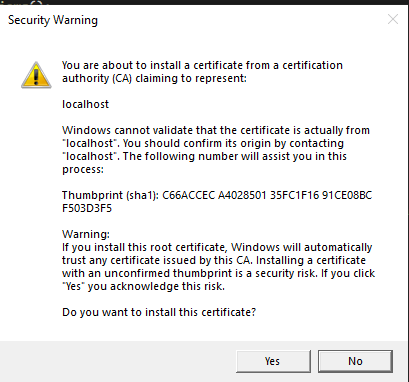 Security Warning
You are about to install a certificate from a certification
authority (CA) claiming to represent:
localhost
Windows cannot validate that the certificate is actually from
"localhost". You should confirm its origin by contacting
"localhost". The following number will assist you in this
process:
Thumbprint (sha1): C66ACCEC A4028501 35FC1F16 91CE08BC
F503D3F5
Warning:
If you install this root certificate, Windows will automatically
trust any certificate issued by this CA. Installing a certificate
with an unconfirmed thumbprint is a security risk. If you click
"Yes" you acknowledge this risk.
Do you want to install this certificate?
Yes
No